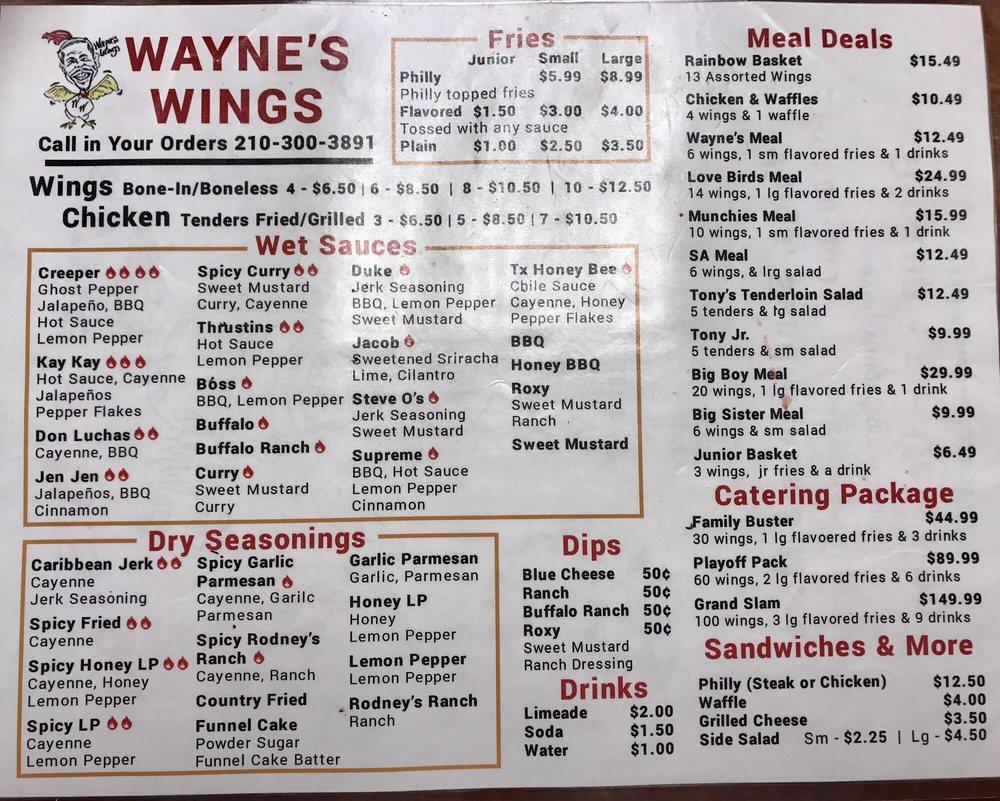 Wayne's Wings
WAYNE'S
WINGS
Call in Your Orders 210-300-3891
Fries
Junior Small Large
Philly $5.99 $8.99
Philly topped fries
Flavored $1.50 $3.00 $4.00
Tossed with any sauce
Plain $1.00 $2.50 $3.50
Wings Bone-In/Boneless 4 - $6.50 | 6 - $8.50 | 8 - $10.50 | 10 - $12.50
Chicken Tenders Fried/Grilled 3 - $6.50 | 5 - $8.50 | 7 - $10.50
Wet Sauces
Creeper
Ghost Pepper
Jalapeño, BBQ
Hot Sauce
Lemon Pepper
Kay Kay
Hot Sauce, Cayenne
Jalapeños
Pepper Flakes
Don Luchas
Cayenne, BBQ
Jen Jen
Jalapeños, BBQ
Cinnamon
Spicy Curry
Sweet Mustard
Curry, Cayenne
Thrustins
Hot Sauce
Lemon Pepper
Bóss
BBQ, Lemon Pepper
Buffalo
Buffalo Ranch
Curry
Sweet Mustard
Curry
Duke
Jerk Seasoning
BBQ, Lemon Pepper
Sweet Mustard
Jacob
Sweetened Sriracha
Lime, Cilantro
Steve O's
Jerk Seasoning
Sweet Mustard
Supreme
BBQ, Hot Sauce
Lemon Pepper
Cinnamon
Tx Honey Bee
Chile Sauce
Cayenne, Honey
Pepper Flakes
BBQ
Honey BBQ
Roxy
Sweet Mustard
Ranch
Sweet Mustard
Dry Seasonings
Caribbean Jerk
Cayenne
Jerk Seasoning
Spicy Fried
Cayenne
Spicy Honey LP
Cayenne, Honey
Lemon Pepper
Spicy LP
Cayenne
Lemon Pepper
Spicy Garlic
Parmesan
Cayenne, Garilc
Parmesan
Spicy Rodney's
Ranch
Cayenne, Ranch
Country Fried
Funnel Cake
Powder Sugar
Funnel Cake Batter
Garlic Parmesan
Garlic, Parmesan
Honey LP
Honey
Lemon Pepper
Lemon Pepper
Lemon Pepper
Rodney's Ranch
Ranch
Dips
Blue Cheese 50¢
Ranch 50¢
Buffalo Ranch 50¢
Roxy 50¢
Sweet Mustard
Ranch Dressing
Drinks
Limeade $2.00
Soda $1.50
Water $1.00
Meal Deals
Rainbow Basket $15.49
13 Assorted Wings
Chicken & Waffles $10.49
4 wings & 1 waffle
Wayne's Meal $12.49
6 wings, 1 sm flavored fries & 1 drinks
Love Birds Meal $24.99
14 wings, 1 lg flavored fries & 2 drinks
Munchies Meal $15.99
10 wings, 1 sm flavored fries & 1 drink
SA Meal $12.49
6 wings, & lrg salad
Tony's Tenderloin Salad $12.49
5 tenders & lg salad
Tony Jr. $9.99
5 tenders & sm salad
Big Boy Meal $29.99
20 wings, 1 lg flavored fries & 1 drink
Big Sister Meal $9.99
6 wings & sm salad
Junior Basket $6.49
3 wings, jr fries & a drink
Catering Package
Family Buster $44.99
30 wings, 1 lg flavoered fries & 3 drinks
Playoff Pack $89.99
60 wings, 2 lg flavored fries & 6 drinks
Grand Slam $149.99
100 wings, 3 lg flavored fries & 9 drinks
Sandwiches & More
Philly (Steak or Chicken) $12.50
Waffle $4.00
Grilled Cheese $3.50
Side Salad Sm - $2.25 | Lg - $4.50